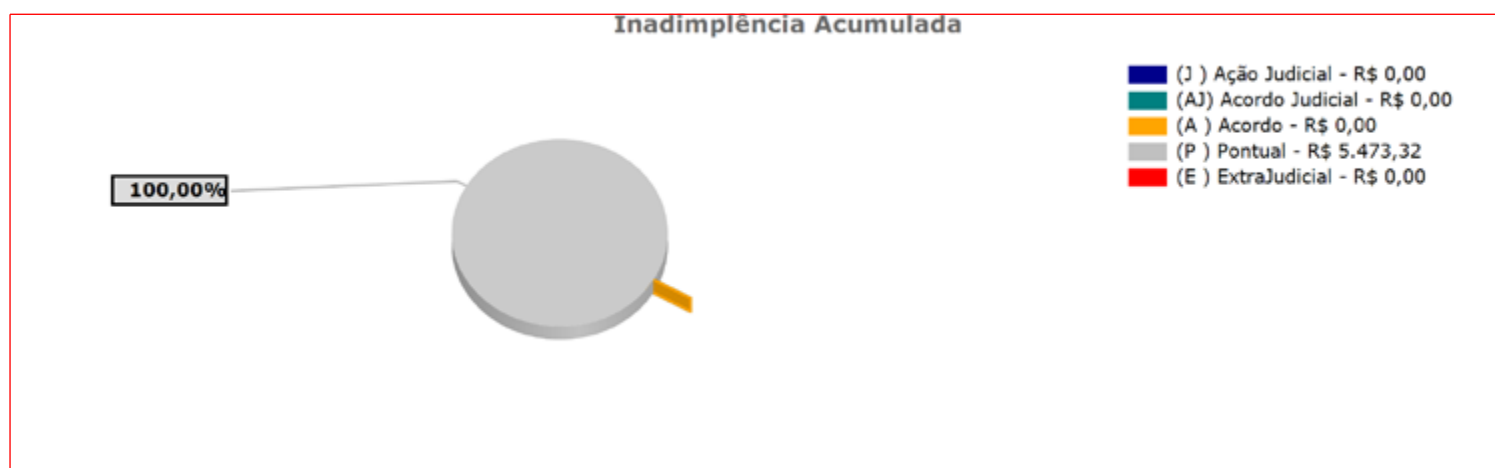 Inadimplência Acumulada
(J ) Ação Judicial - R$ 0,00
(AJ) Acordo Judicial - R$ 0,00
(A ) Acordo - R$ 0,00
(P ) Pontual - R$ 5.473,32
(E ) ExtraJudicial - R$ 0,00
100,00%